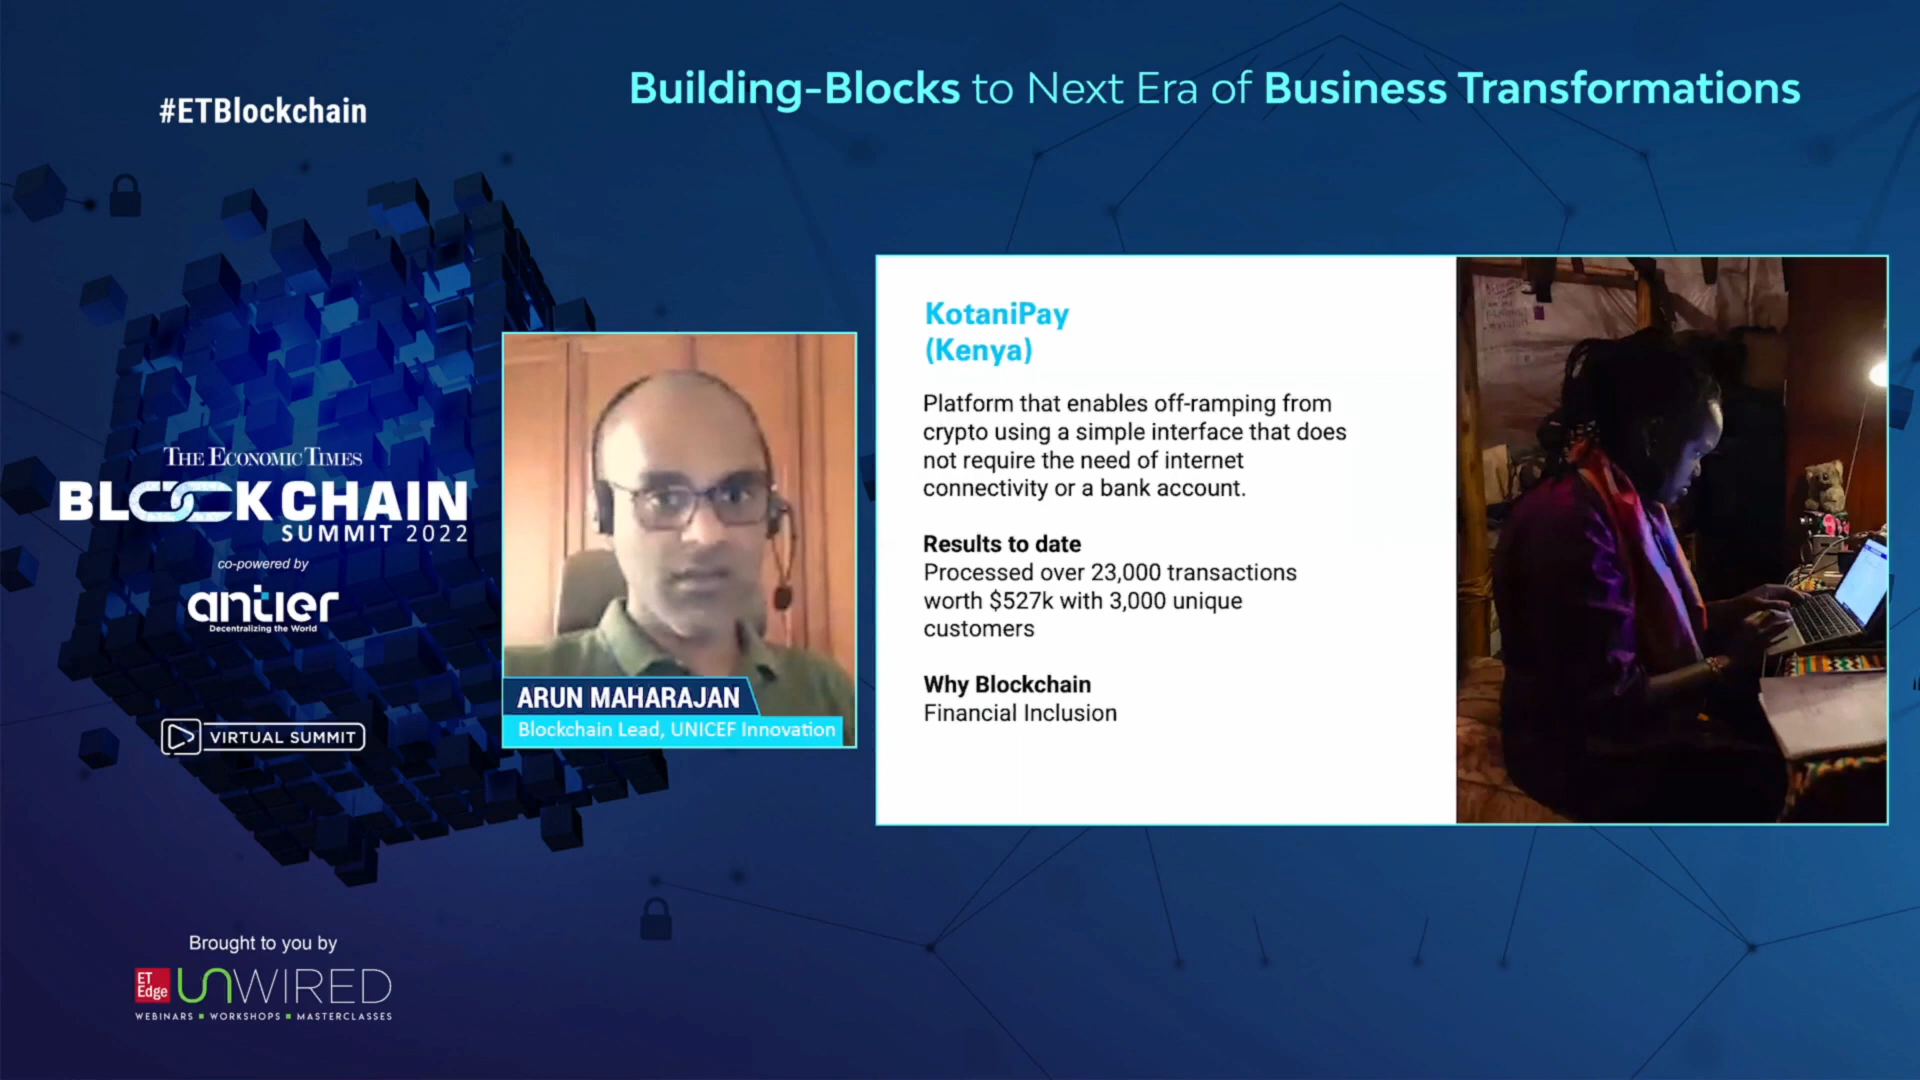 #ETBlockchain
Building-Blocks to Next Era of Business Transformations
THE ECONOMIC TIMES
BLOCKCHAIN
SUMMIT 2022
co-powered by
antier
Decentralizing the World
VIRTUAL SUMMIT
Brought to you by
ET
Edge
UNWIRED
WEBINARS ▪ WORKSHOPS ▪ MASTERCLASSES
ARUN MAHARAJAN
Blockchain Lead, UNICEF Innovation
KotaniPay
(Kenya)
Platform that enables off-ramping from
crypto using a simple interface that does
not require the need of internet
connectivity or a bank account.
Results to date
Processed over 23,000 transactions
worth $527k with 3,000 unique
customers
Why Blockchain
Financial Inclusion